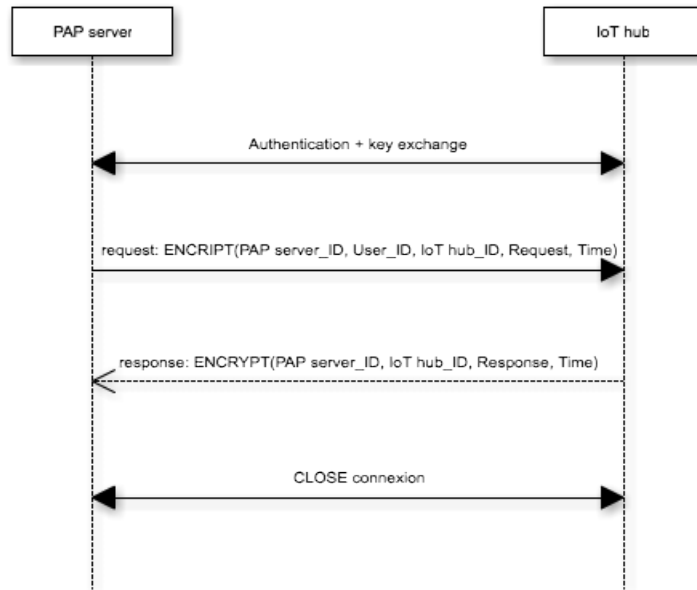 PAP server
IoT hub
Authentication + key exchange
request: ENCRIPT(PAP server_ID, User_ID, IoT hub_ID, Request, Time)
response: ENCRYPT(PAP server_ID, IoT hub_ID, Response, Time)
CLOSE connexion